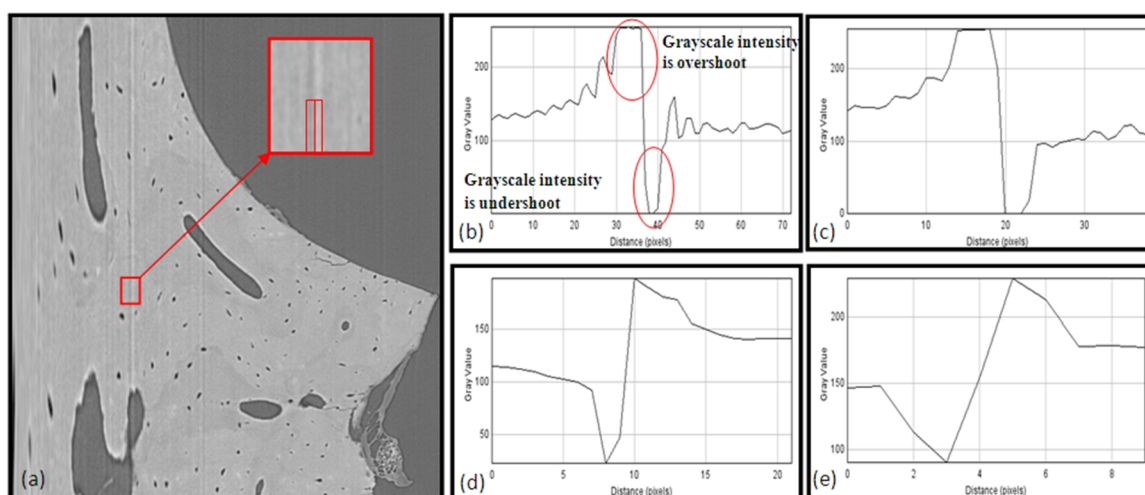 (a)
Grayscale intensity
is overshoot
Grayscale intensity
is undershoot
Gray Value
200
100
0
0 10 20 30 40 50 60 70
Distance (pixels)
(b)
Gray Value
200
100
0
0 10 20 30
Distance (pixels)
(c)
Gray Value
150
100
50
0 5 10 15 20
Distance (pixels)
(d)
Gray Value
200
150
100
0 2 4 6 8
Distance (pixels)
(e)